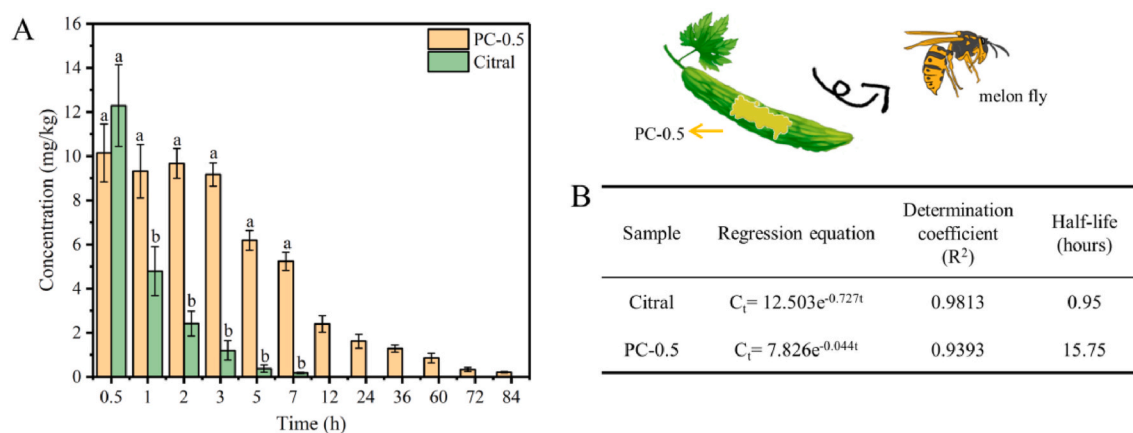 A
Concentration (mg/kg)
16
14
12
10
8
6
4
2
0
PC-0.5
Citral
a
a
a
b
a
b
a
b
a
b
a
b
0.5 1 2 3 5 7 12 24 36 60 72 84
Time (h)
PC-0.5
melon fly
B
Sample Regression equation Determination coefficient (R²) Half-life (hours)
Citral Cₜ= 12.503e⁻⁰·⁷²⁷ᵗ 0.9813 0.95
PC-0.5 Cₜ= 7.826e⁻⁰·⁰⁴⁴ᵗ 0.9393 15.75